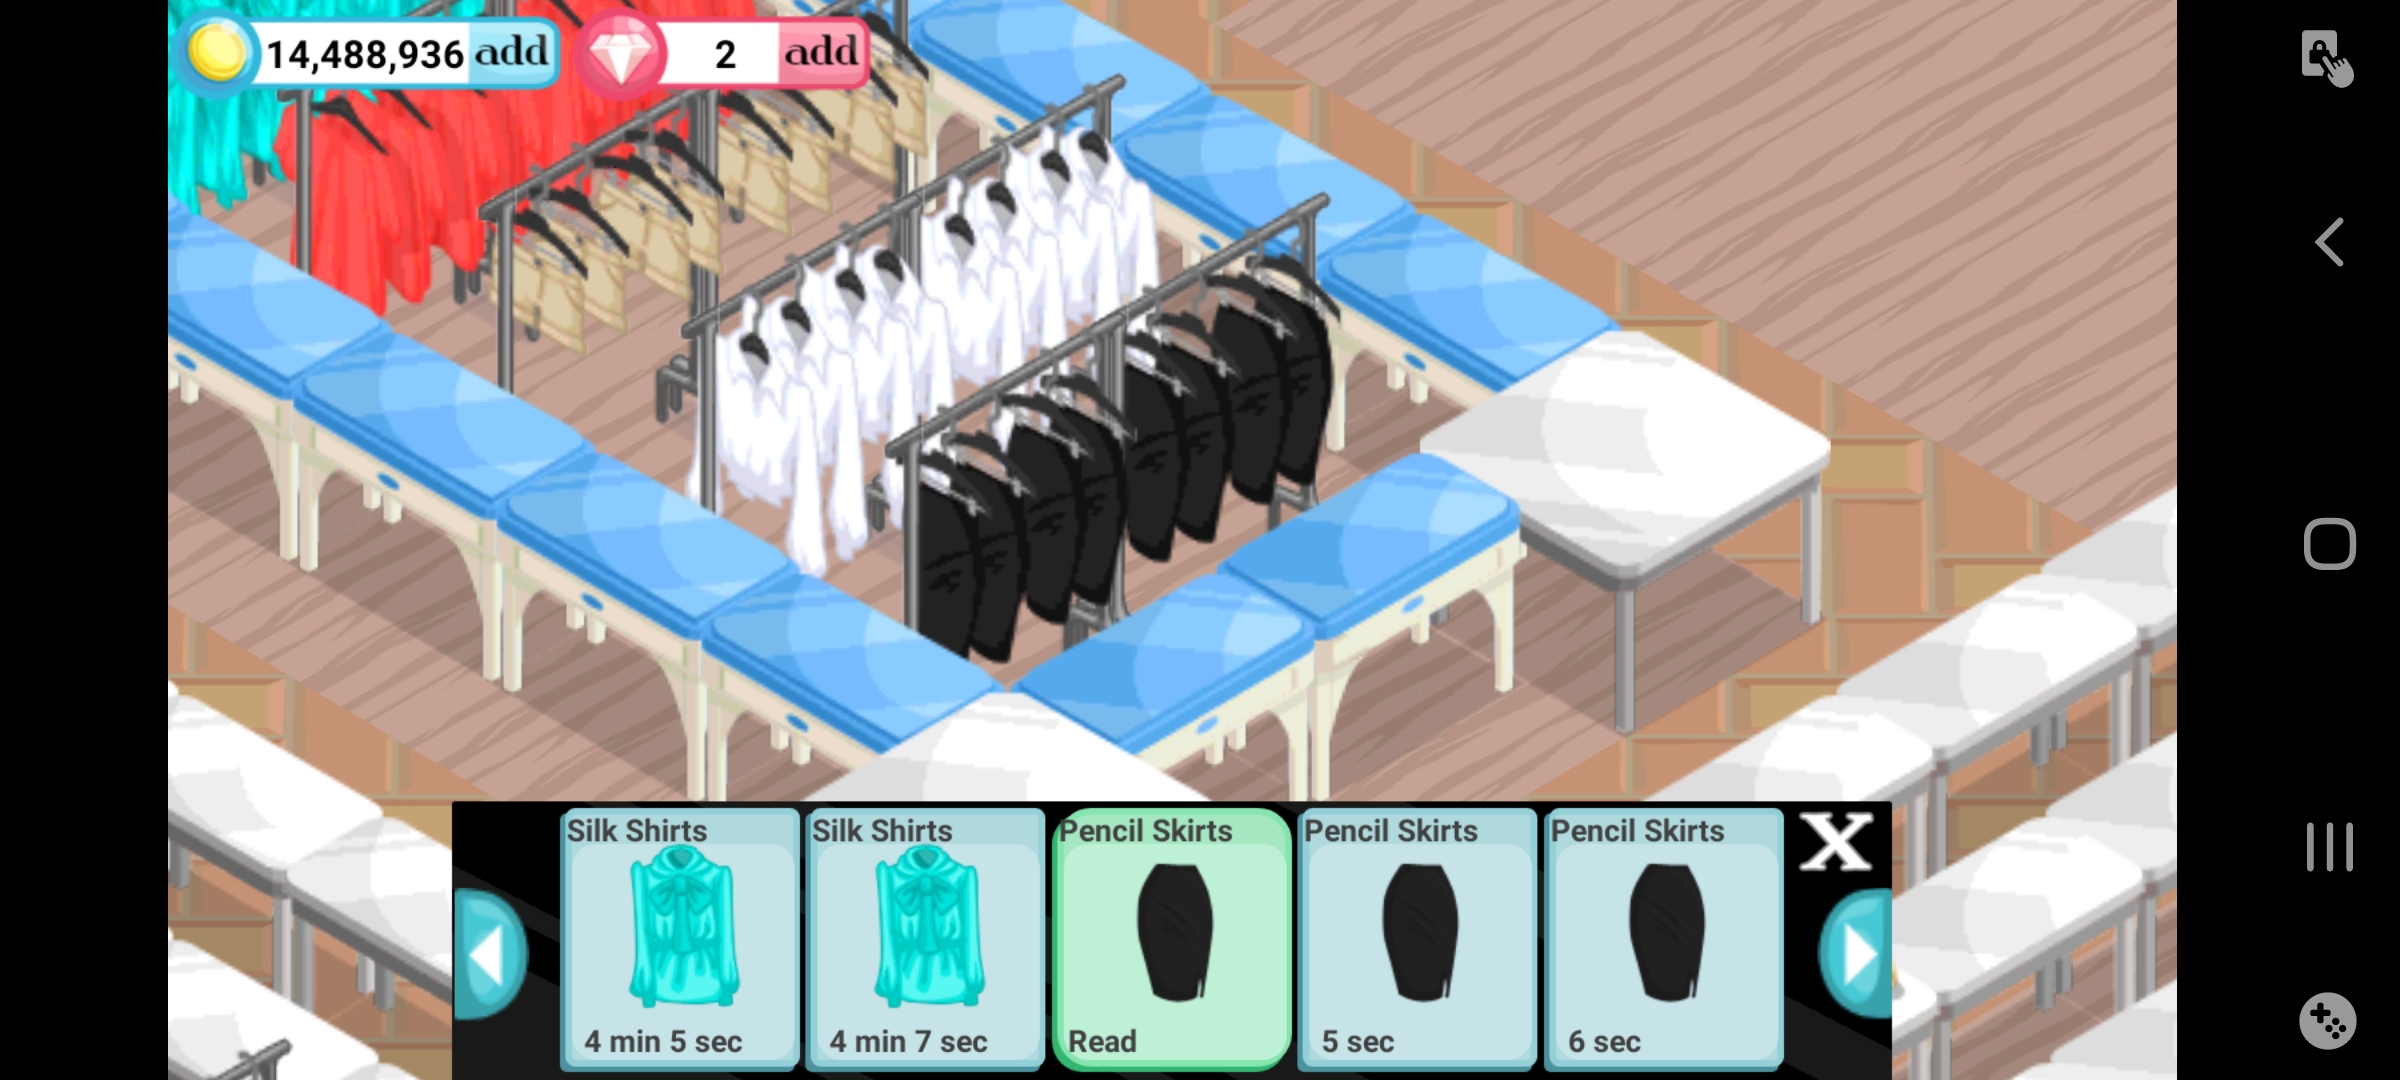 14,488,936 add 2 add
Silk Shirts Silk Shirts Pencil Skirts Pencil Skirts Pencil Skirts
X
4 min 5 sec 4 min 7 sec Read 5 sec 6 sec